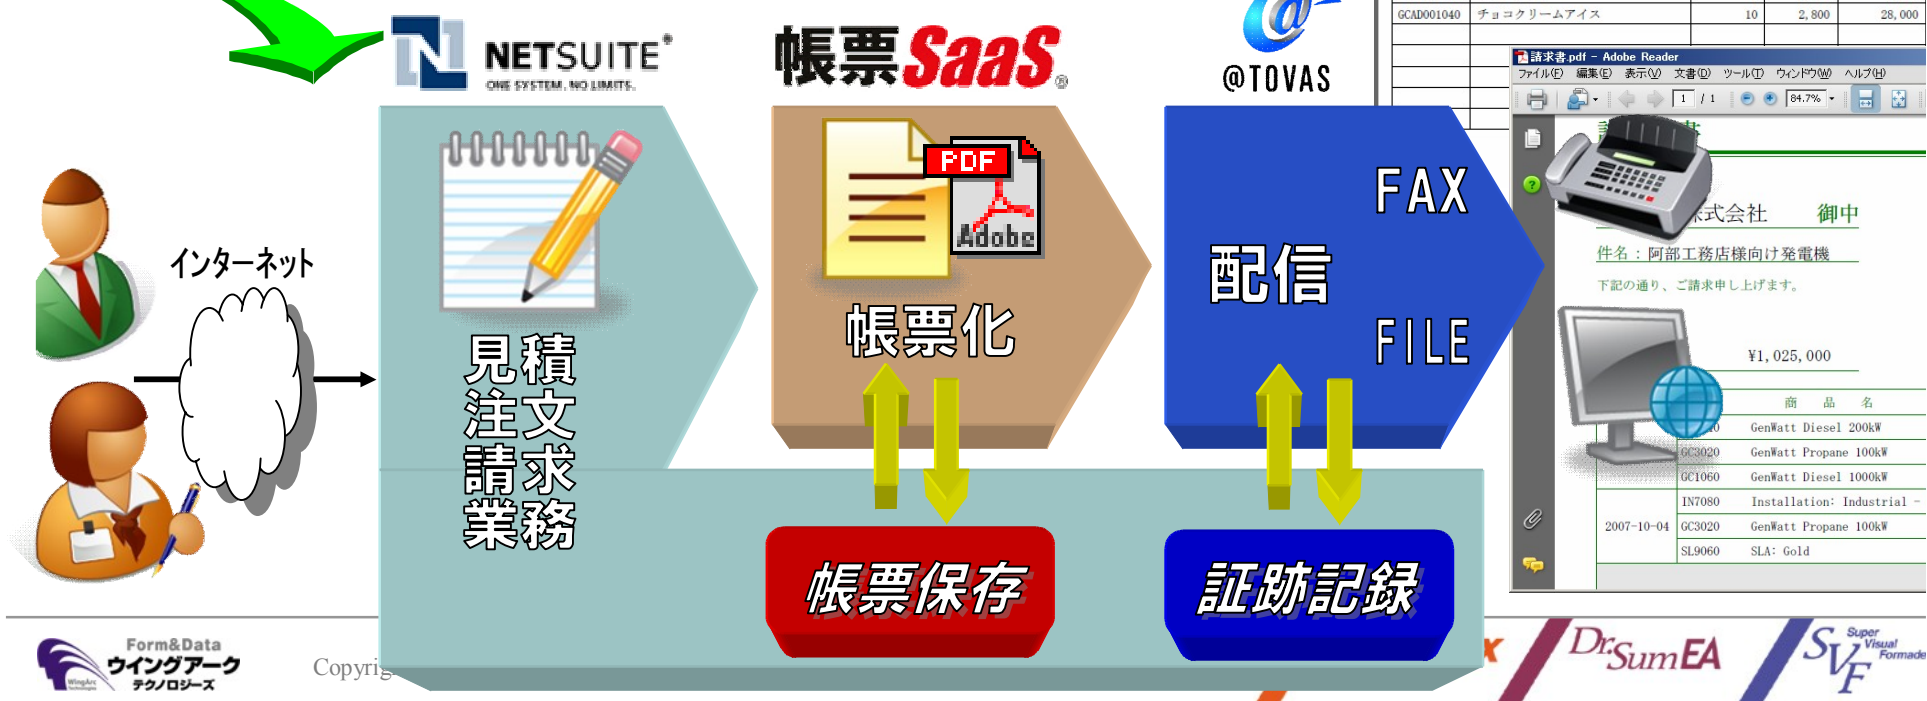 GCAD001040 チョコクリームアイス 10 2,800 28,000
NETSUITE
ONE SYSTEM. NO LIMITS.
帳票SaaS®
@TOVAS
請求書.pdf - Adobe Reader
ファイル(F) 編集(E) 表示(V) 文書(D) ツール(T) ウィンドウ(W) ヘルプ(H)
1 / 1 84.7%
インターネット
PDF
Adobe
見積
注文
請求
業務
帳票化
配信
FAX
FILE
式会社 御中
件名：阿部工務店様向け発電機
下記の通り、ご請求申し上げます。
¥1,025,000
商 品 名
GenWatt Diesel 200kW
GC3020 GenWatt Propane 100kW
GC1060 GenWatt Diesel 1000kW
IN7080 Installation: Industrial -
2007-10-04 GC3020 GenWatt Propane 100kW
SL9060 SLA: Gold
帳票保存
証跡記録
Form&Data
ウイングアーク
テクノロジーズ
WingArc
Technologies
Copyrig
X
Dr.Sum EA
SVF
Super
Visual
Formade